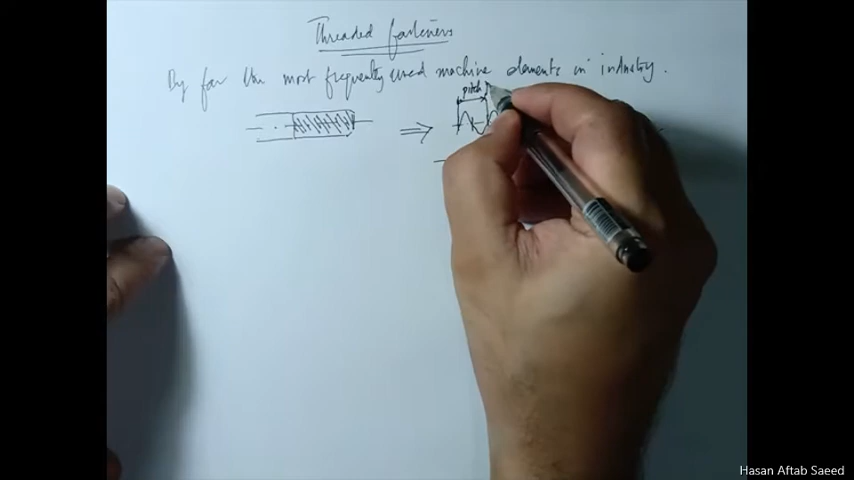 Threaded fasteners
By far the most frequently used machine elements in industry.
pitch
Hasan Aftab Saeed